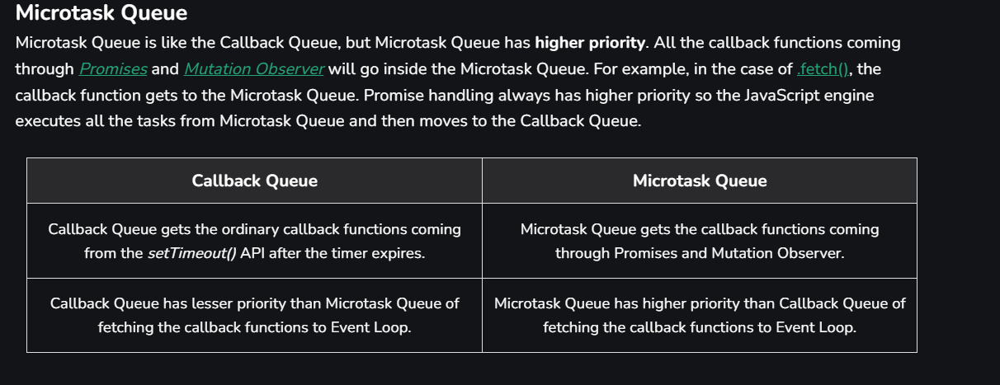 Microtask Queue
Microtask Queue is like the Callback Queue, but Microtask Queue has higher priority. All the callback functions coming
through Promises and Mutation Observer will go inside the Microtask Queue. For example, in the case of .fetch(), the
callback function gets to the Microtask Queue. Promise handling always has higher priority so the JavaScript engine
executes all the tasks from Microtask Queue and then moves to the Callback Queue.
Callback Queue
Microtask Queue
Callback Queue gets the ordinary callback functions coming
from the setTimeout() API after the timer expires.
Microtask Queue gets the callback functions coming
through Promises and Mutation Observer.
Callback Queue has lesser priority than Microtask Queue of
fetching the callback functions to Event Loop.
Microtask Queue has higher priority than Callback Queue of
fetching the callback functions to Event Loop.